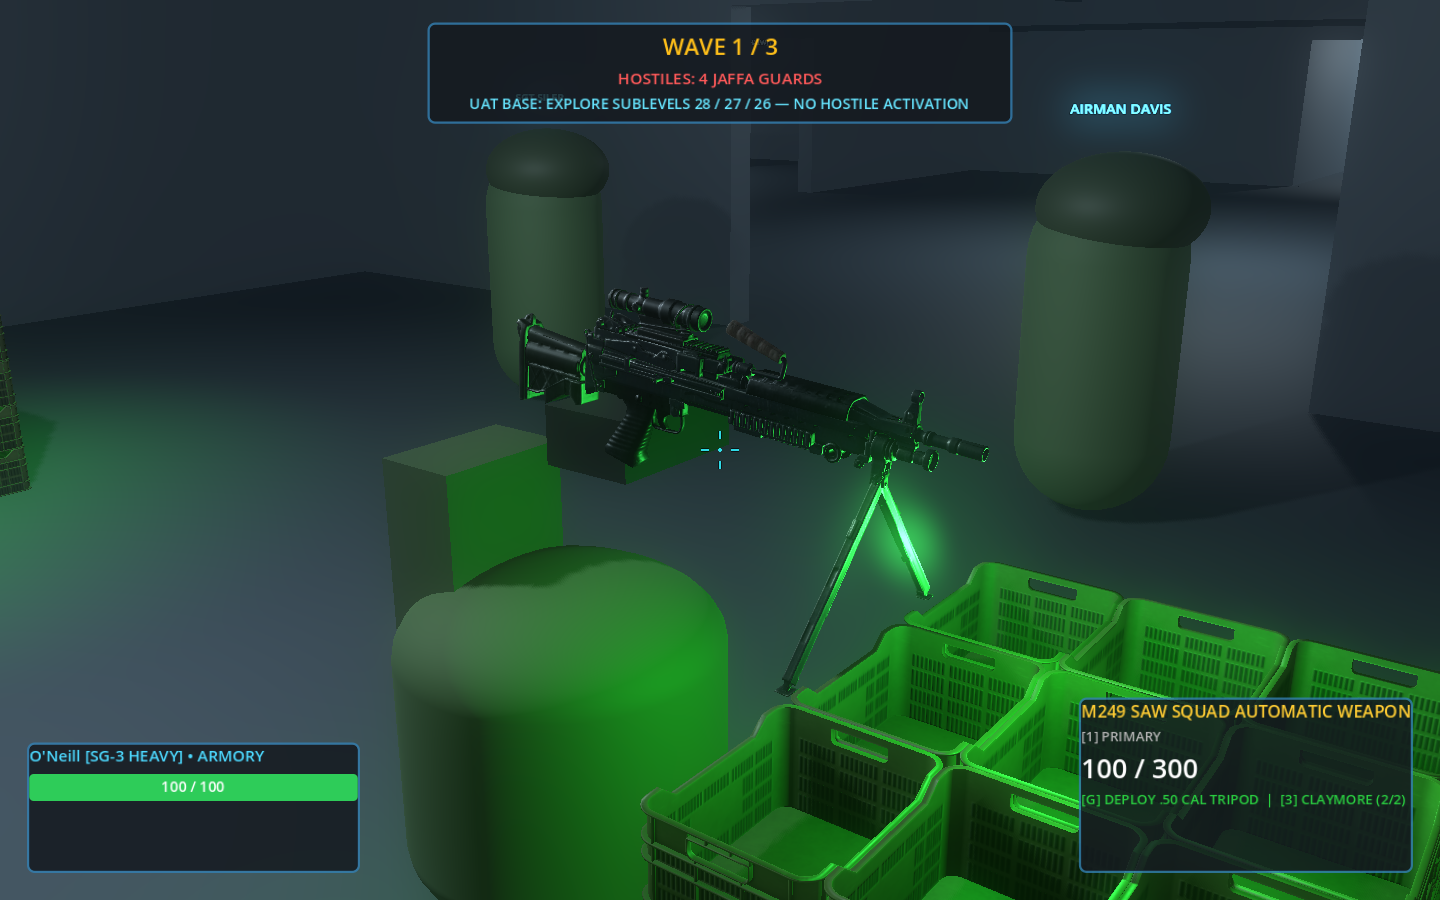 WAVE 1 / 3
HOSTILES: 4 JAFFA GUARDS
UAT BASE: EXPLORE SUBLEVELS 28 / 27 / 26 — NO HOSTILE ACTIVATION
AIRMAN DAVIS
M249 SAW SQUAD AUTOMATIC WEAPON
[1] PRIMARY
100 / 300
[G] DEPLOY .50 CAL TRIPOD | [3] CLAYMORE (2/2)
O'Neill [SG-3 HEAVY] • ARMORY
100 / 100